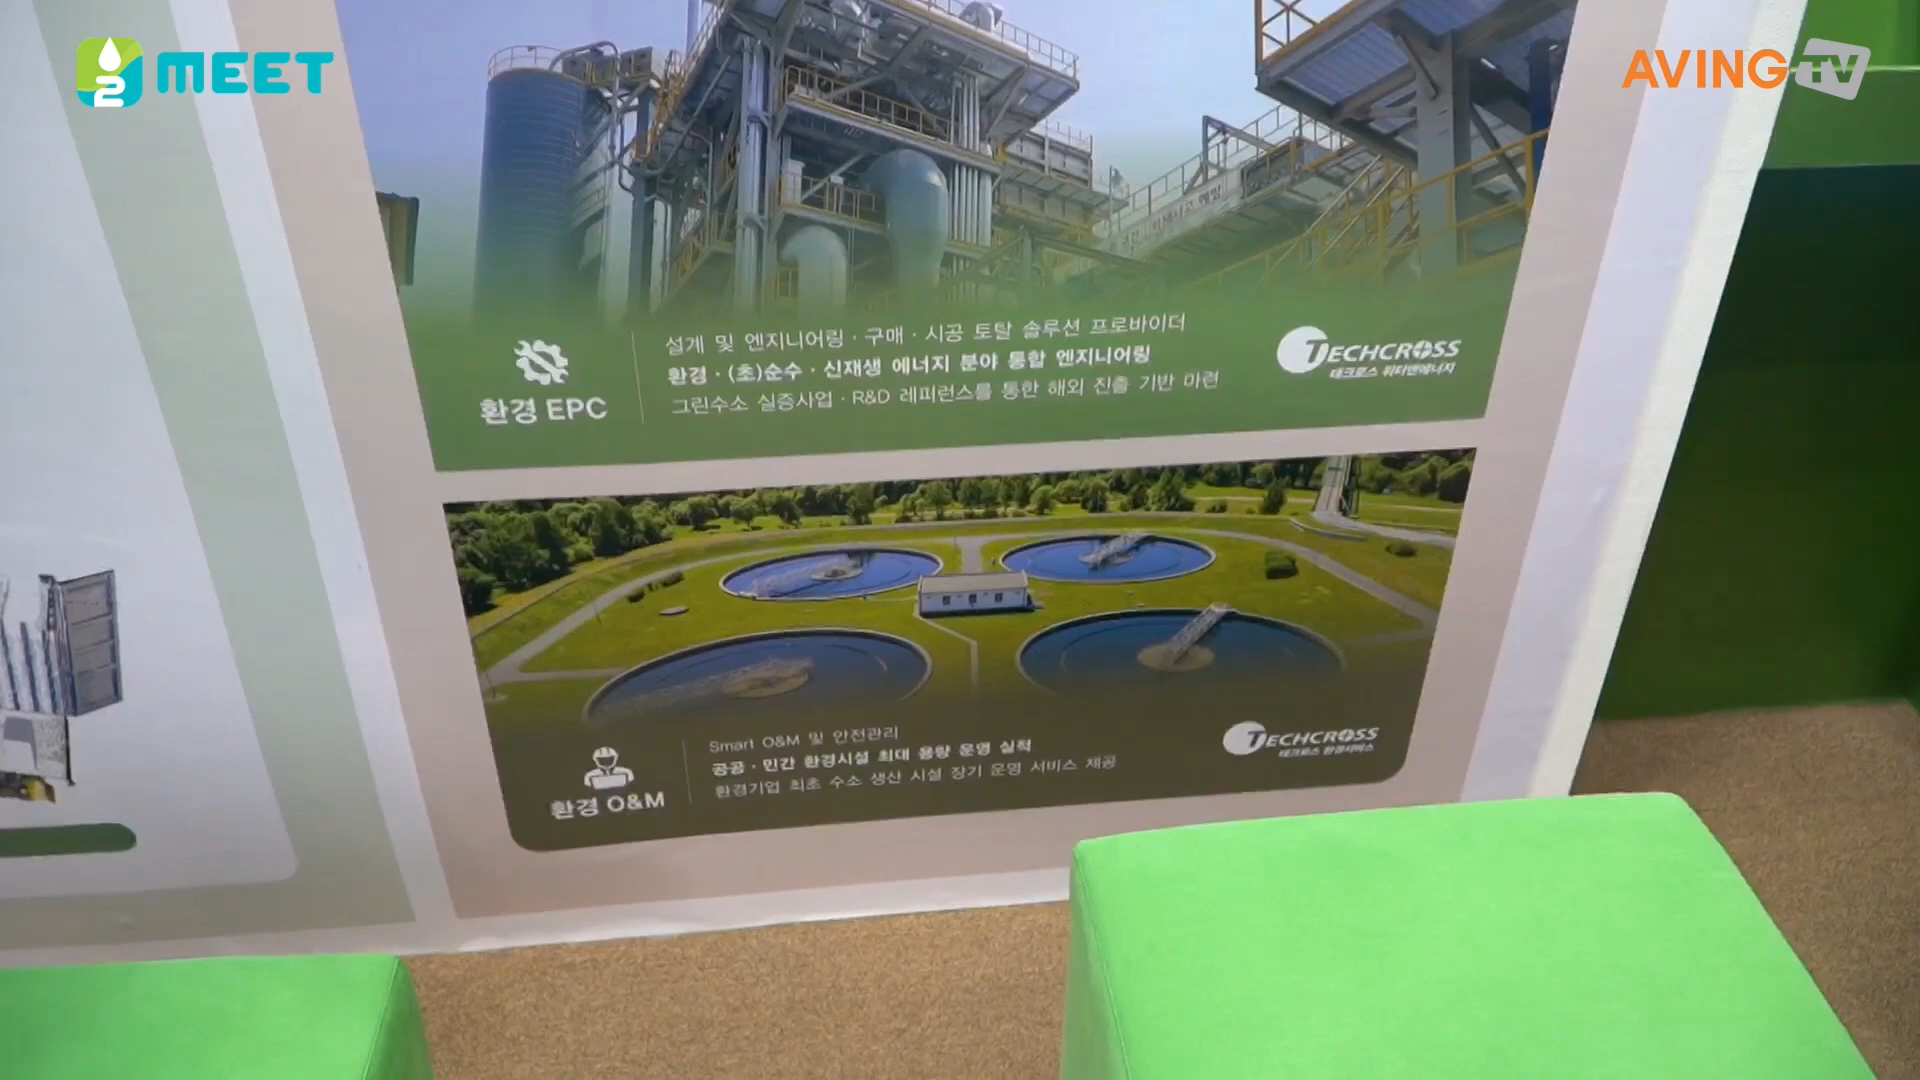 H2 MEET
AVING TV
설계 및 엔지니어링 · 구매 · 시공 토탈 솔루션 프로바이더
환경 · (초)순수 · 신재생 에너지 분야 통합 엔지니어링
그린수소 실증사업 · R&D 레퍼런스를 통한 해외 진출 기반 마련
환경 EPC
TECHCROSS
테크로스 워터앤에너지
Smart O&M 및 안전관리
공공 · 민간 환경시설 최대 용량 운영 실적
환경기업 최초 수소 생산 시설 장기 운영 서비스 제공
환경 O&M
TECHCROSS
테크로스 환경서비스